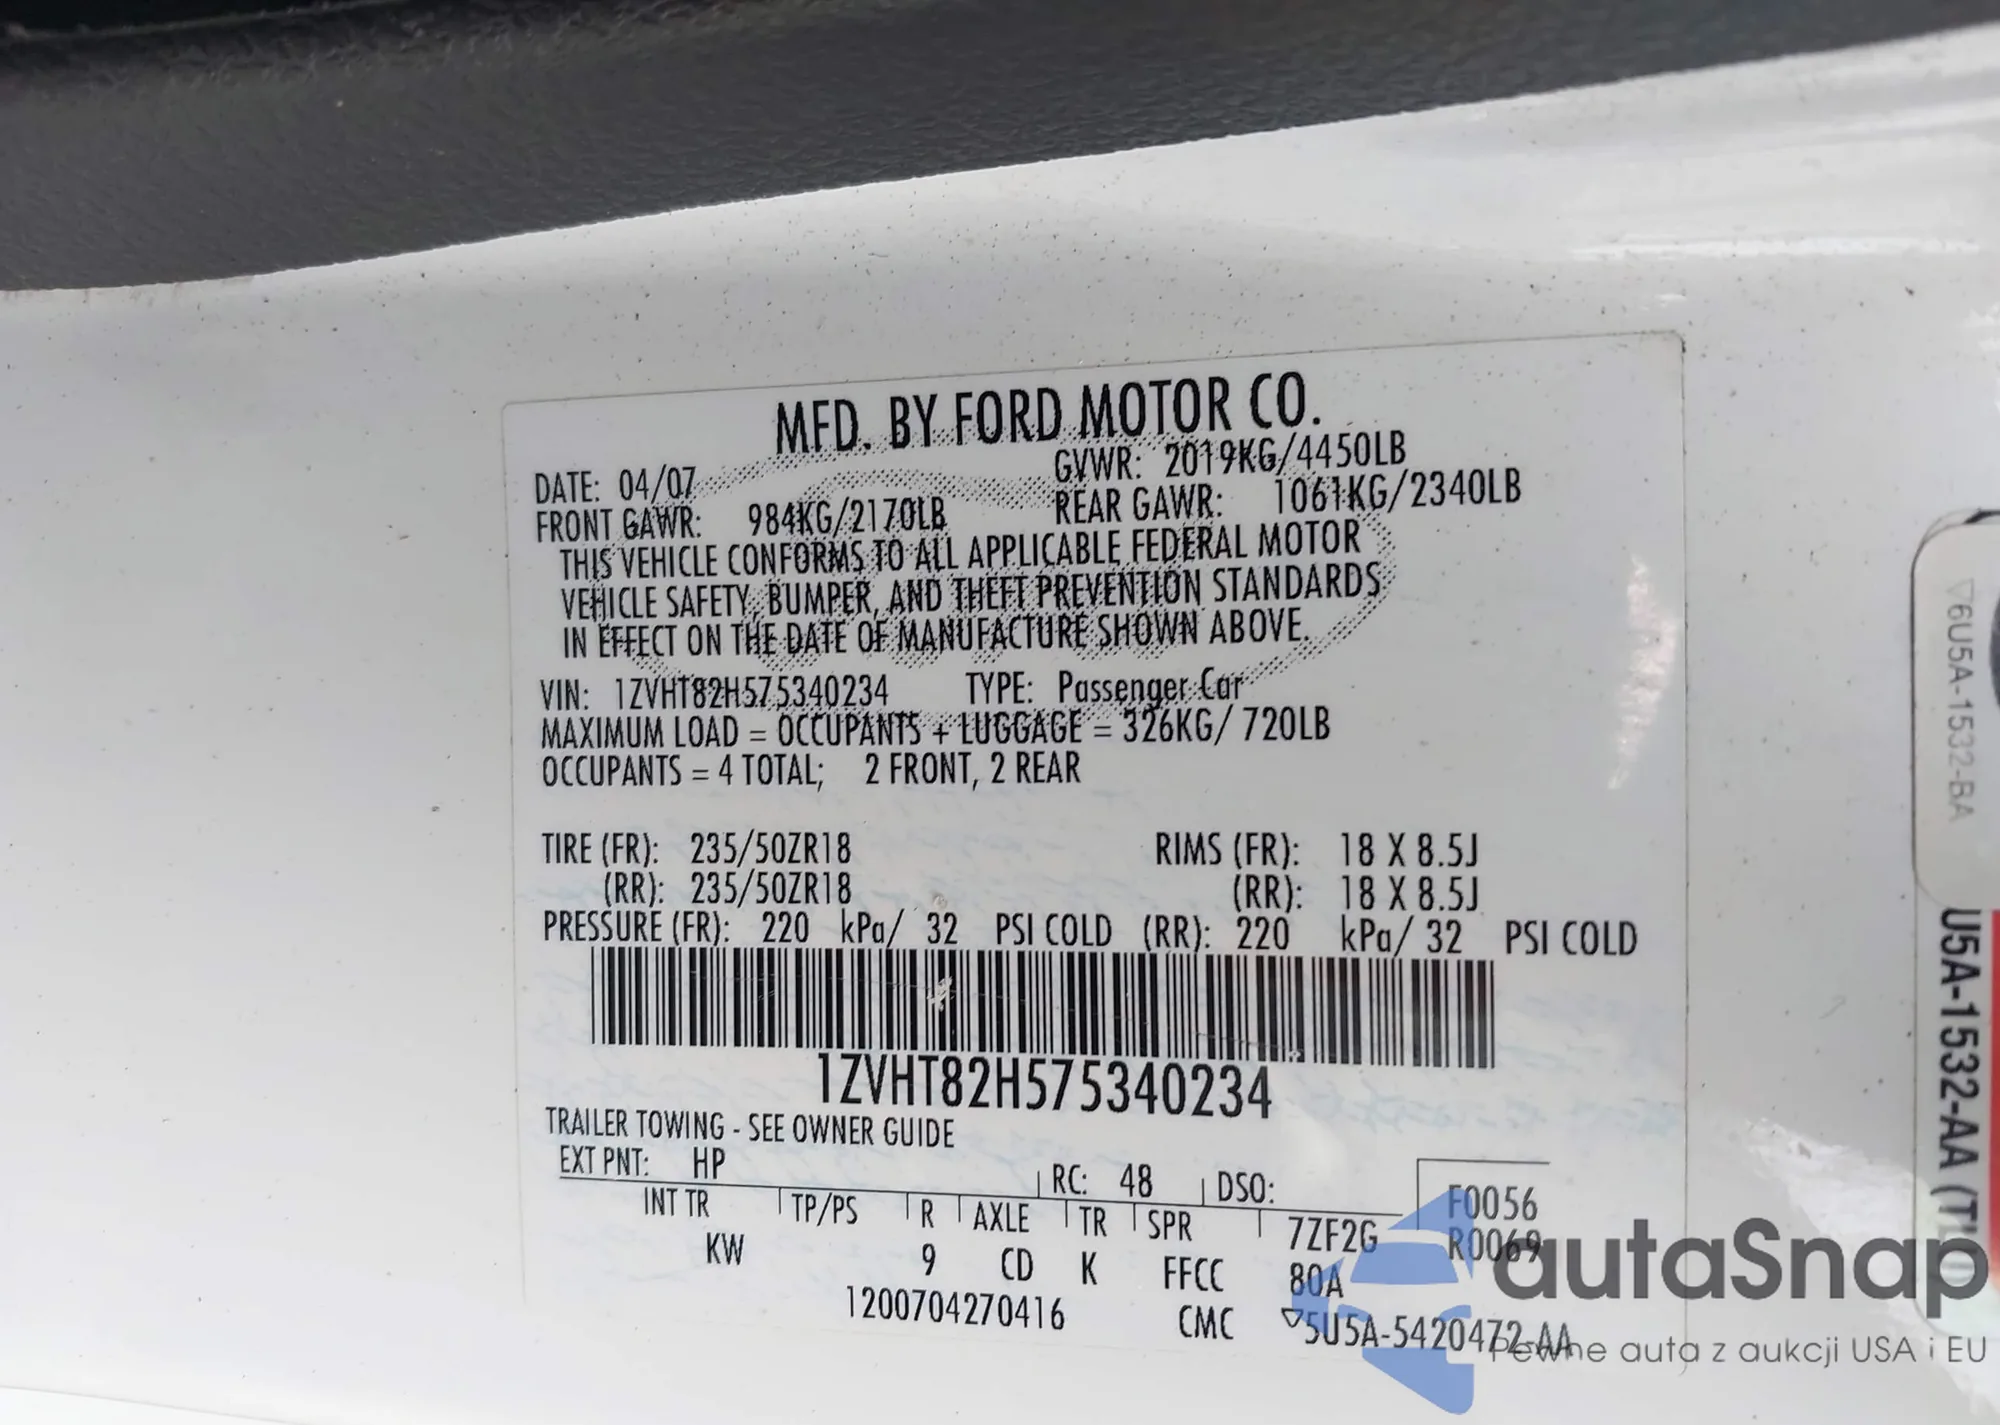 MFD. BY FORD MOTOR CO.
DATE: 04/07 GVWR: 2019KG/4450LB
FRONT GAWR: 984KG/2170LB REAR GAWR: 1061KG/2340LB
THIS VEHICLE CONFORMS TO ALL APPLICABLE FEDERAL MOTOR
VEHICLE SAFETY, BUMPER, AND THEFT PREVENTION STANDARDS
IN EFFECT ON THE DATE OF MANUFACTURE SHOWN ABOVE.
VIN: 1ZVHT82H575340234 TYPE: Passenger Car
MAXIMUM LOAD = OCCUPANTS + LUGGAGE = 326KG/ 720LB
OCCUPANTS = 4 TOTAL; 2 FRONT, 2 REAR
TIRE (FR): 235/50ZR18 RIMS (FR): 18 X 8.5J
(RR): 235/50ZR18 (RR): 18 X 8.5J
PRESSURE (FR): 220 kPa/ 32 PSI COLD (RR): 220 kPa/ 32 PSI COLD
1ZVHT82H575340234
TRAILER TOWING - SEE OWNER GUIDE
EXT PNT: HP RC: 48 DSO: F0056
INT TR TP/PS R AXLE TR SPR 7ZF2G R0069
KW 9 CD K FFCC 80A
1200704270416 CMC ▽5U5A-5420472-AA
▽6U5A-1532-BA
U5A-1532-AA
autaSnap
Pewne auta z aukcji USA i EU